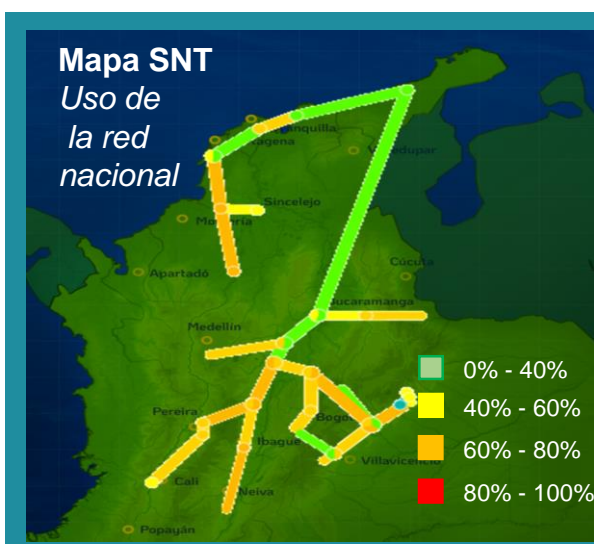 Mapa SNT
Uso de
la red
nacional
Sincelejo
Apartadó
Cúcuta
Medellín
Pereira
Ibagué
Villavicencio
Cali
Neiva
Popayán
0% - 40%
40% - 60%
60% - 80%
80% - 100%